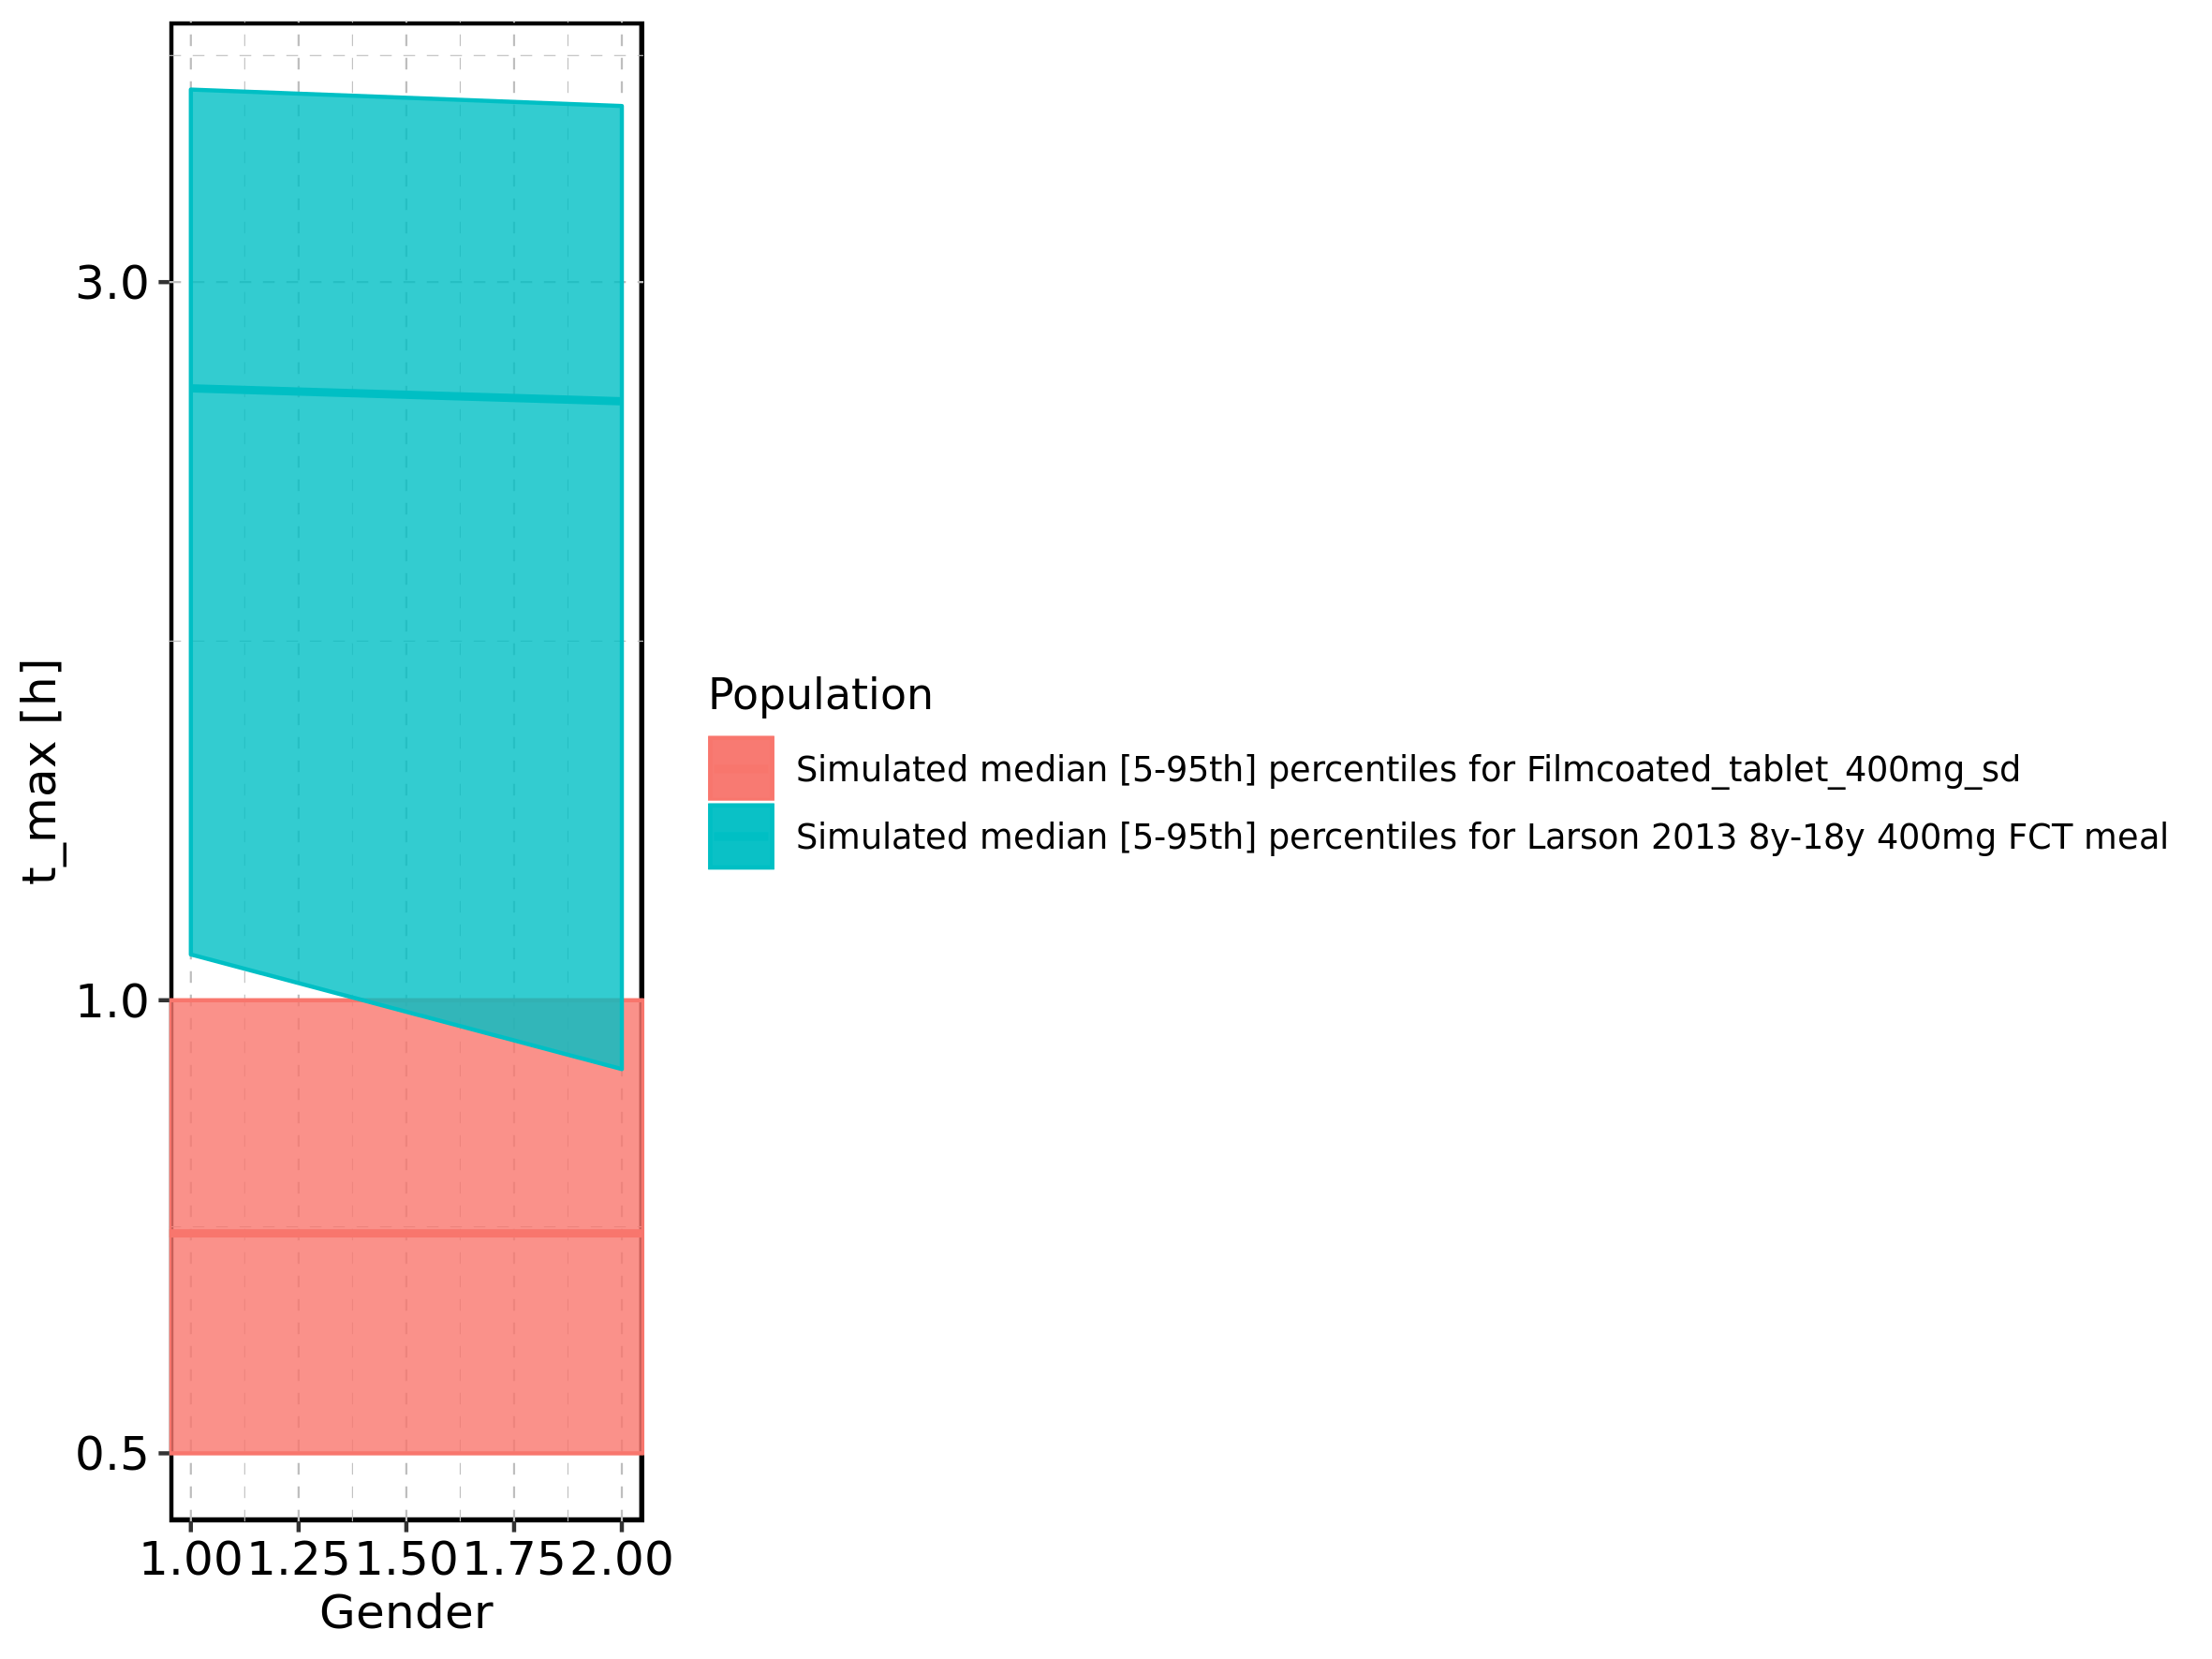 t_max [h]
3.0
1.0
0.5
1.00 1.25 1.50 1.75 2.00
Gender
Population
Simulated median [5-95th] percentiles for Filmcoated_tablet_400mg_sd
Simulated median [5-95th] percentiles for Larson 2013 8y-18y 400mg FCT meal